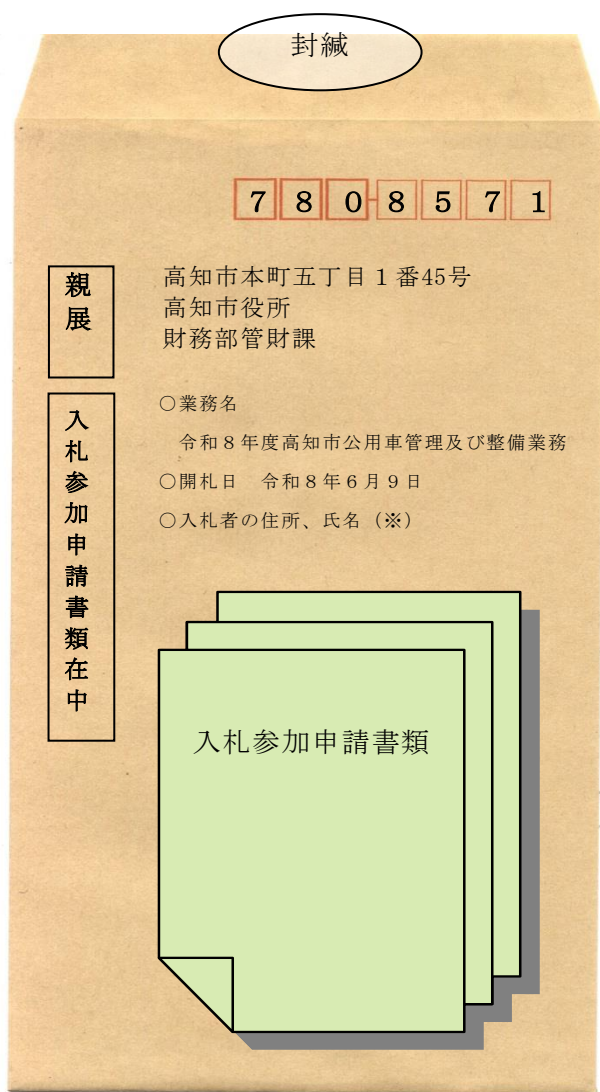 封緘
780-8571
高知市本町五丁目１番45号
高知市役所
財務部管財課
親展
○業務名
令和８年度高知市公用車管理及び整備業務
○開札日　令和８年６月９日
○入札者の住所、氏名（※）
入札参加申請書類在中
入札参加申請書類